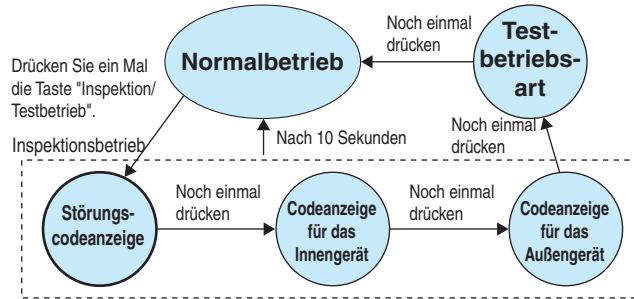 Noch einmal
drücken
Test-
betriebs-
art
Normalbetrieb
Drücken Sie ein Mal
die Taste "Inspektion/
Testbetrieb".
Nach 10 Sekunden
Noch einmal
drücken
Inspektionsbetrieb
Störungs-
codeanzeige
Noch einmal
drücken
Codeanzeige
für das
Innengerät
Noch einmal
drücken
Codeanzeige
für das
Außengerät